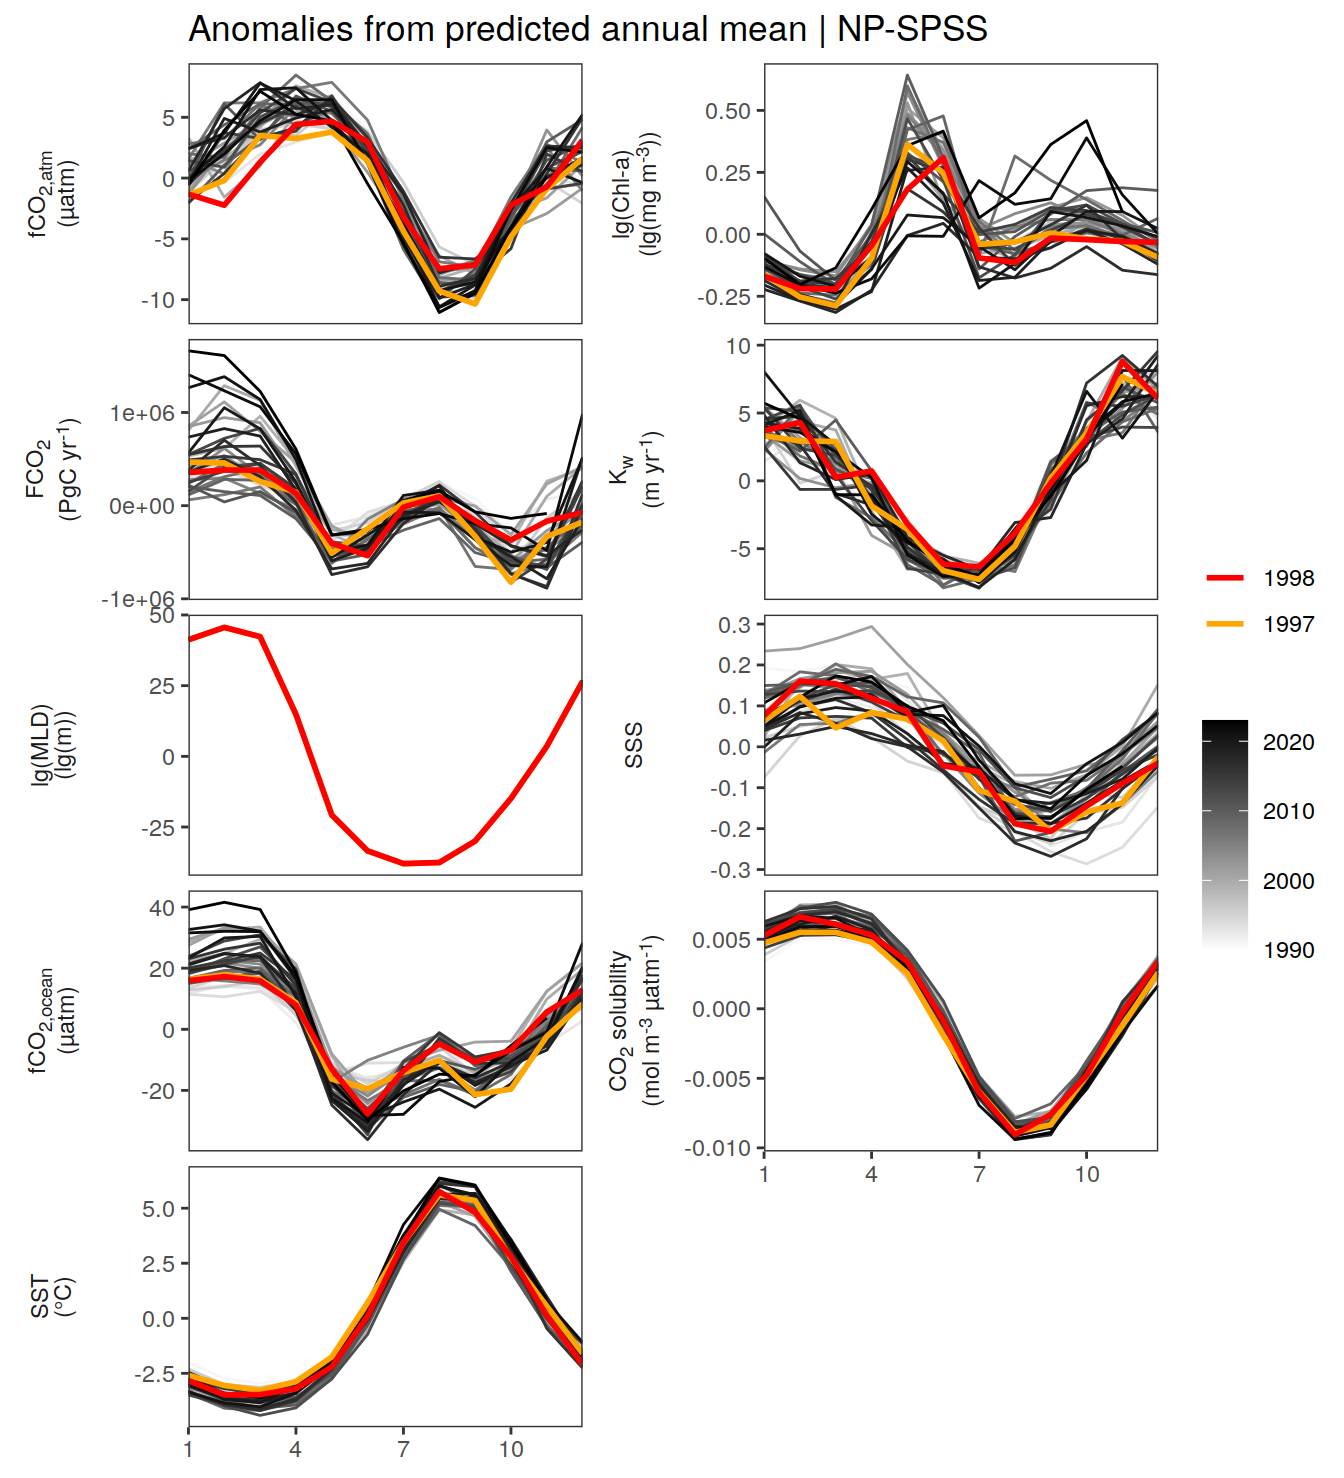 Anomalies from predicted annual mean | NP-SPSS
fCO2,atm
(µatm)
5
0
-5
-10
lg(Chl-a)
(lg(mg m-3))
0.50
0.25
0.00
-0.25
FCO2
(PgC yr-1)
1e+06
0e+00
-1e+06
Kw
(m yr-1)
10
5
0
-5
lg(MLD)
(lg(m))
50
25
0
-25
SSS
0.3
0.2
0.1
0.0
-0.1
-0.2
-0.3
fCO2,ocean
(µatm)
40
20
0
-20
CO2 solubility
(mol m-3 µatm-1)
0.005
0.000
-0.005
-0.010
1 4 7 10
SST
(°C)
5.0
2.5
0.0
-2.5
1 4 7 10
1998
1997
2020
2010
2000
1990